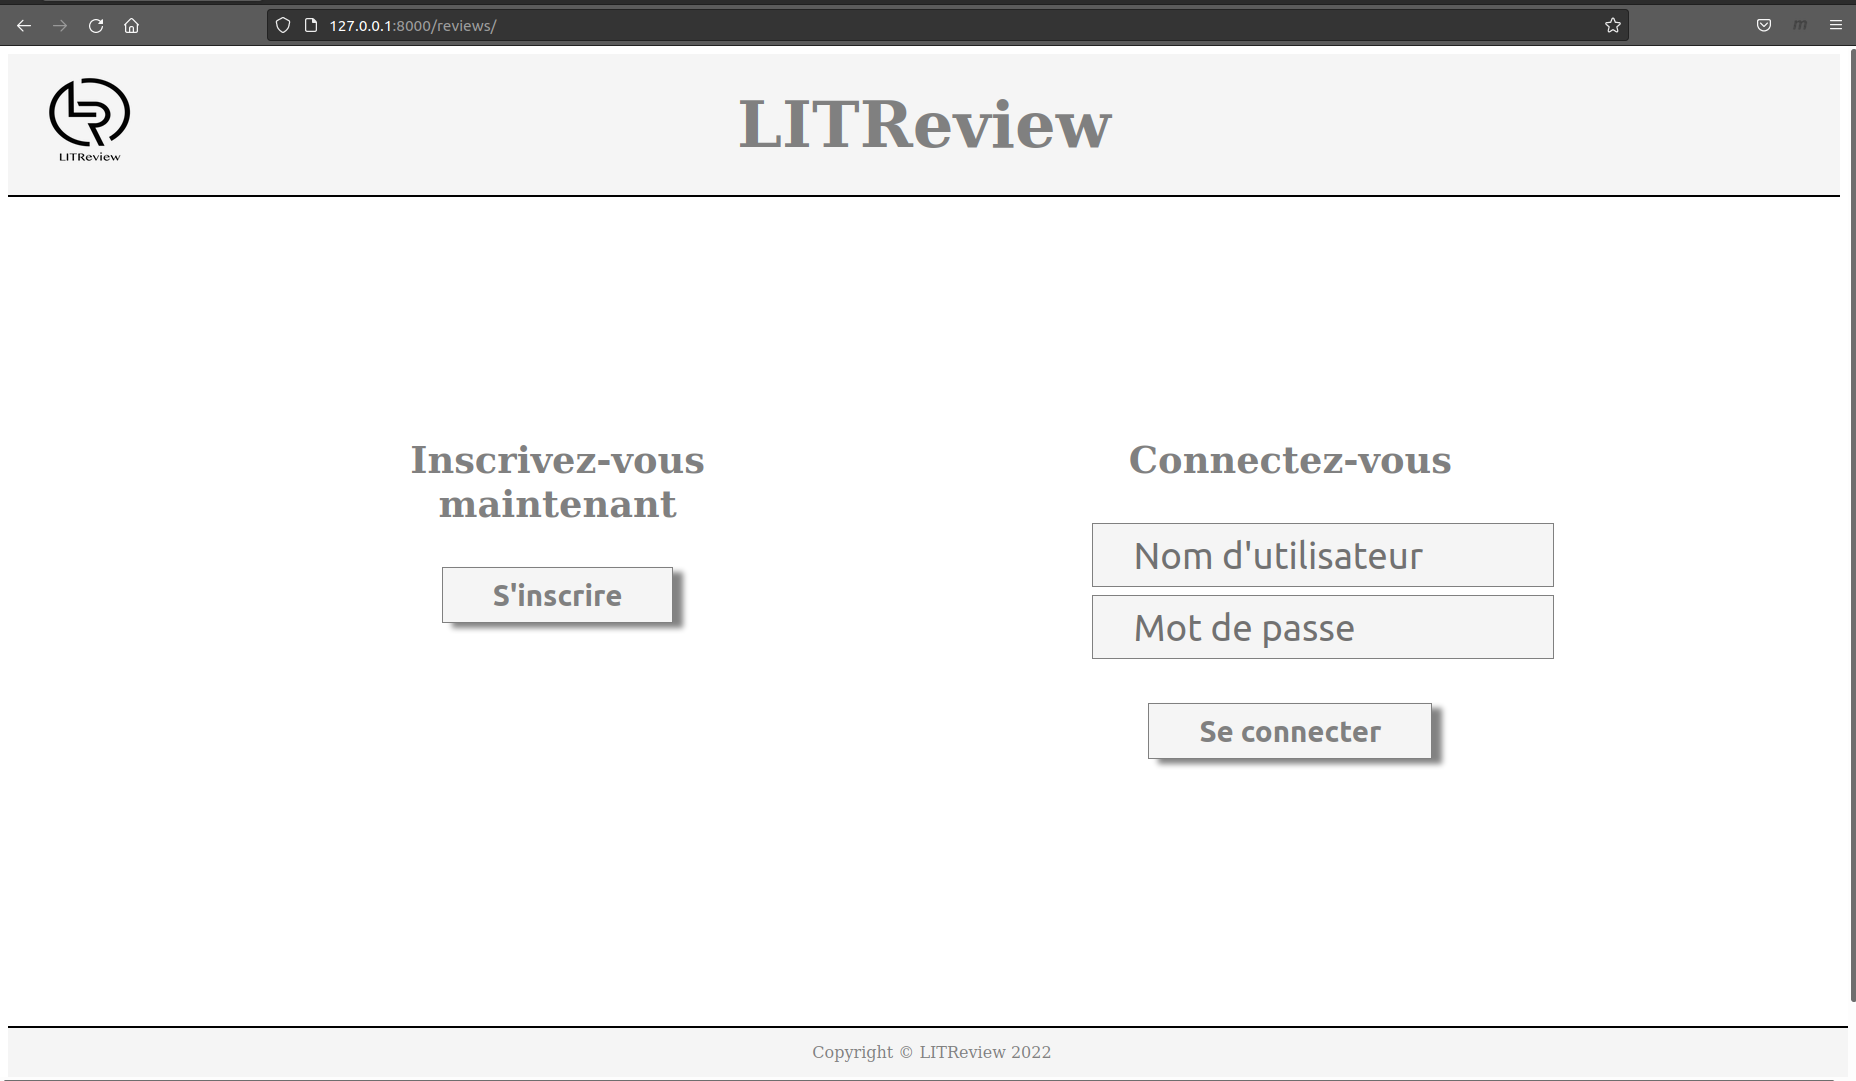 127.0.0.1:8000/reviews/
LITReview
LITReview
Inscrivez-vous
maintenant
S'inscrire
Connectez-vous
Nom d'utilisateur
Mot de passe
Se connecter
Copyright © LITReview 2022